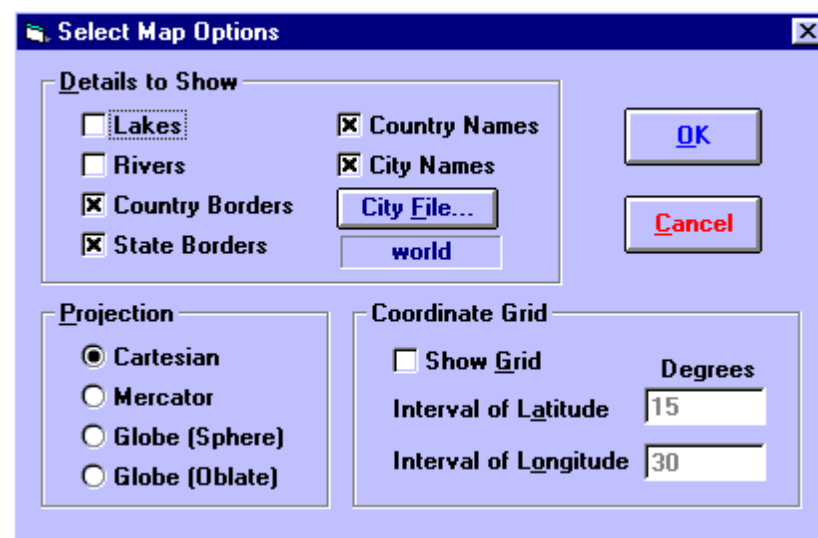 Select Map Options
Details to Show
Lakes
Rivers
Country Borders
State Borders
Country Names
City Names
City File...
world
OK
Cancel
Projection
Cartesian
Mercator
Globe (Sphere)
Globe (Oblate)
Coordinate Grid
Show Grid
Degrees
Interval of Latitude 15
Interval of Longitude 30